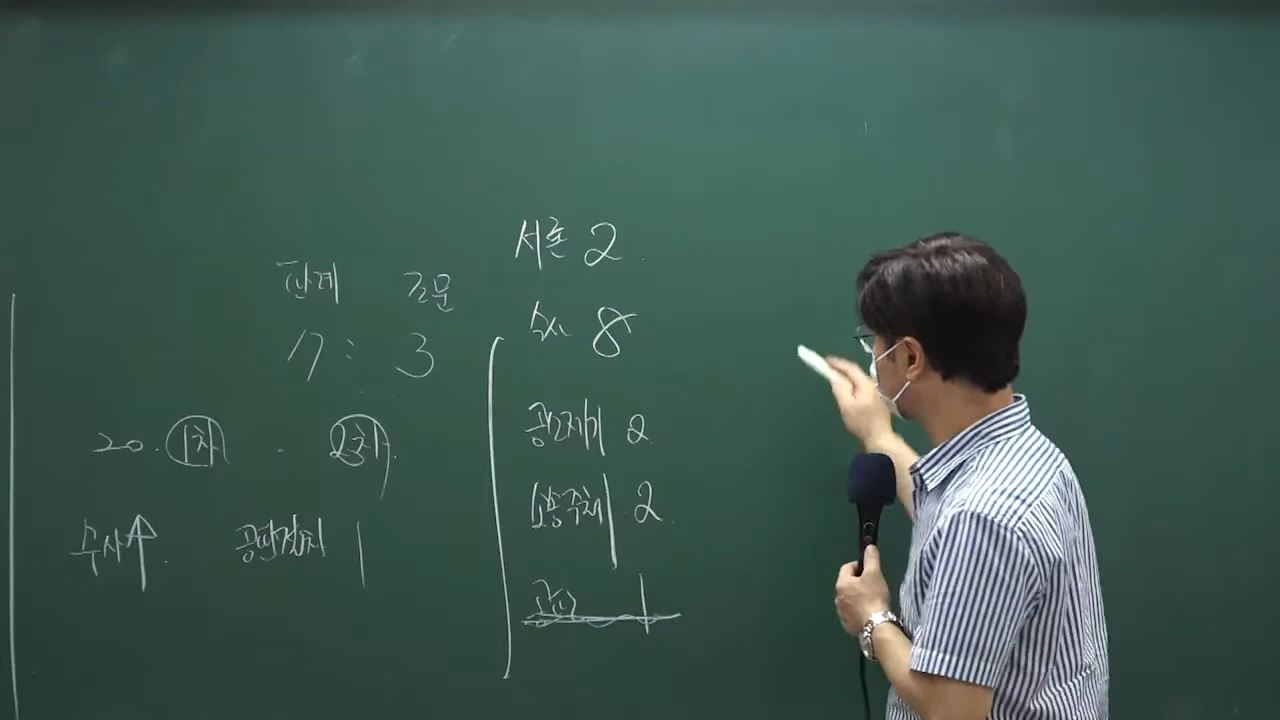 서론 2
판례 조문
수사 8
7 : 3
공소제기 2
20. 1차 . 2차
소송주체 2
수사↑ 공판절차 1